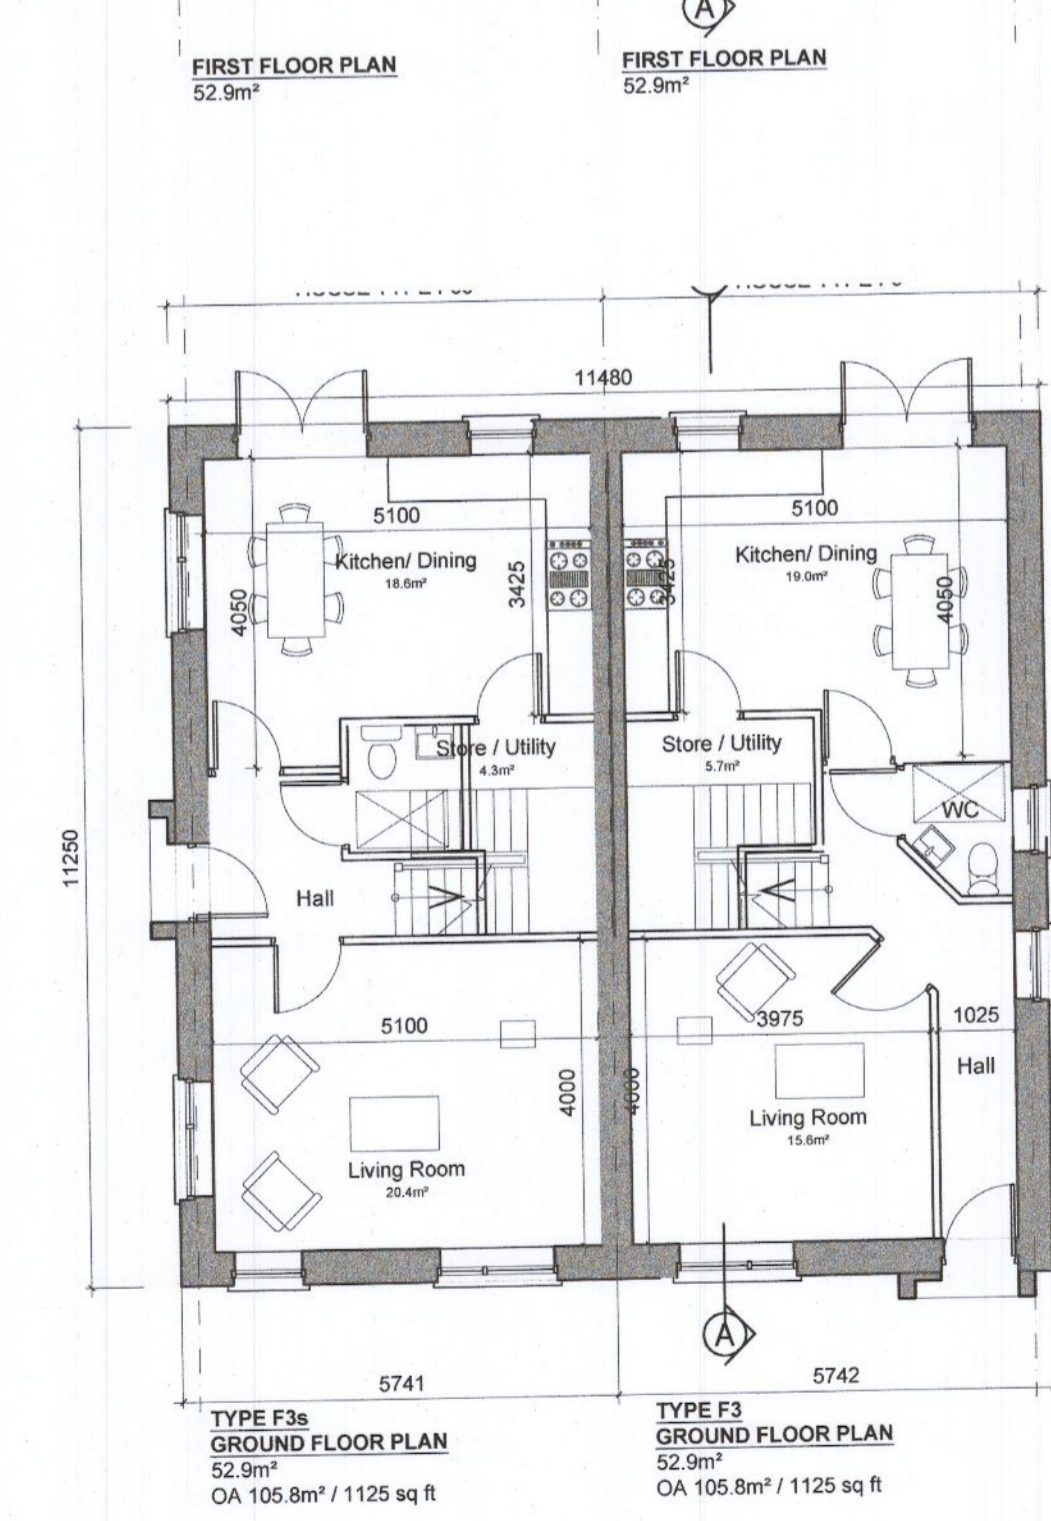 A
FIRST FLOOR PLAN
52.9m²
FIRST FLOOR PLAN
52.9m²
11480
5100
5100
Kitchen/ Dining
18.6m²
Kitchen/ Dining
19.0m²
3425
3425
4050
4050
Store / Utility
4.3m²
Store / Utility
5.7m²
WC
11250
Hall
5100
3975
1025
Hall
4000
4000
Living Room
20.4m²
Living Room
15.6m²
A
5741
5742
TYPE F3s
GROUND FLOOR PLAN
52.9m²
OA 105.8m² / 1125 sq ft
TYPE F3
GROUND FLOOR PLAN
52.9m²
OA 105.8m² / 1125 sq ft